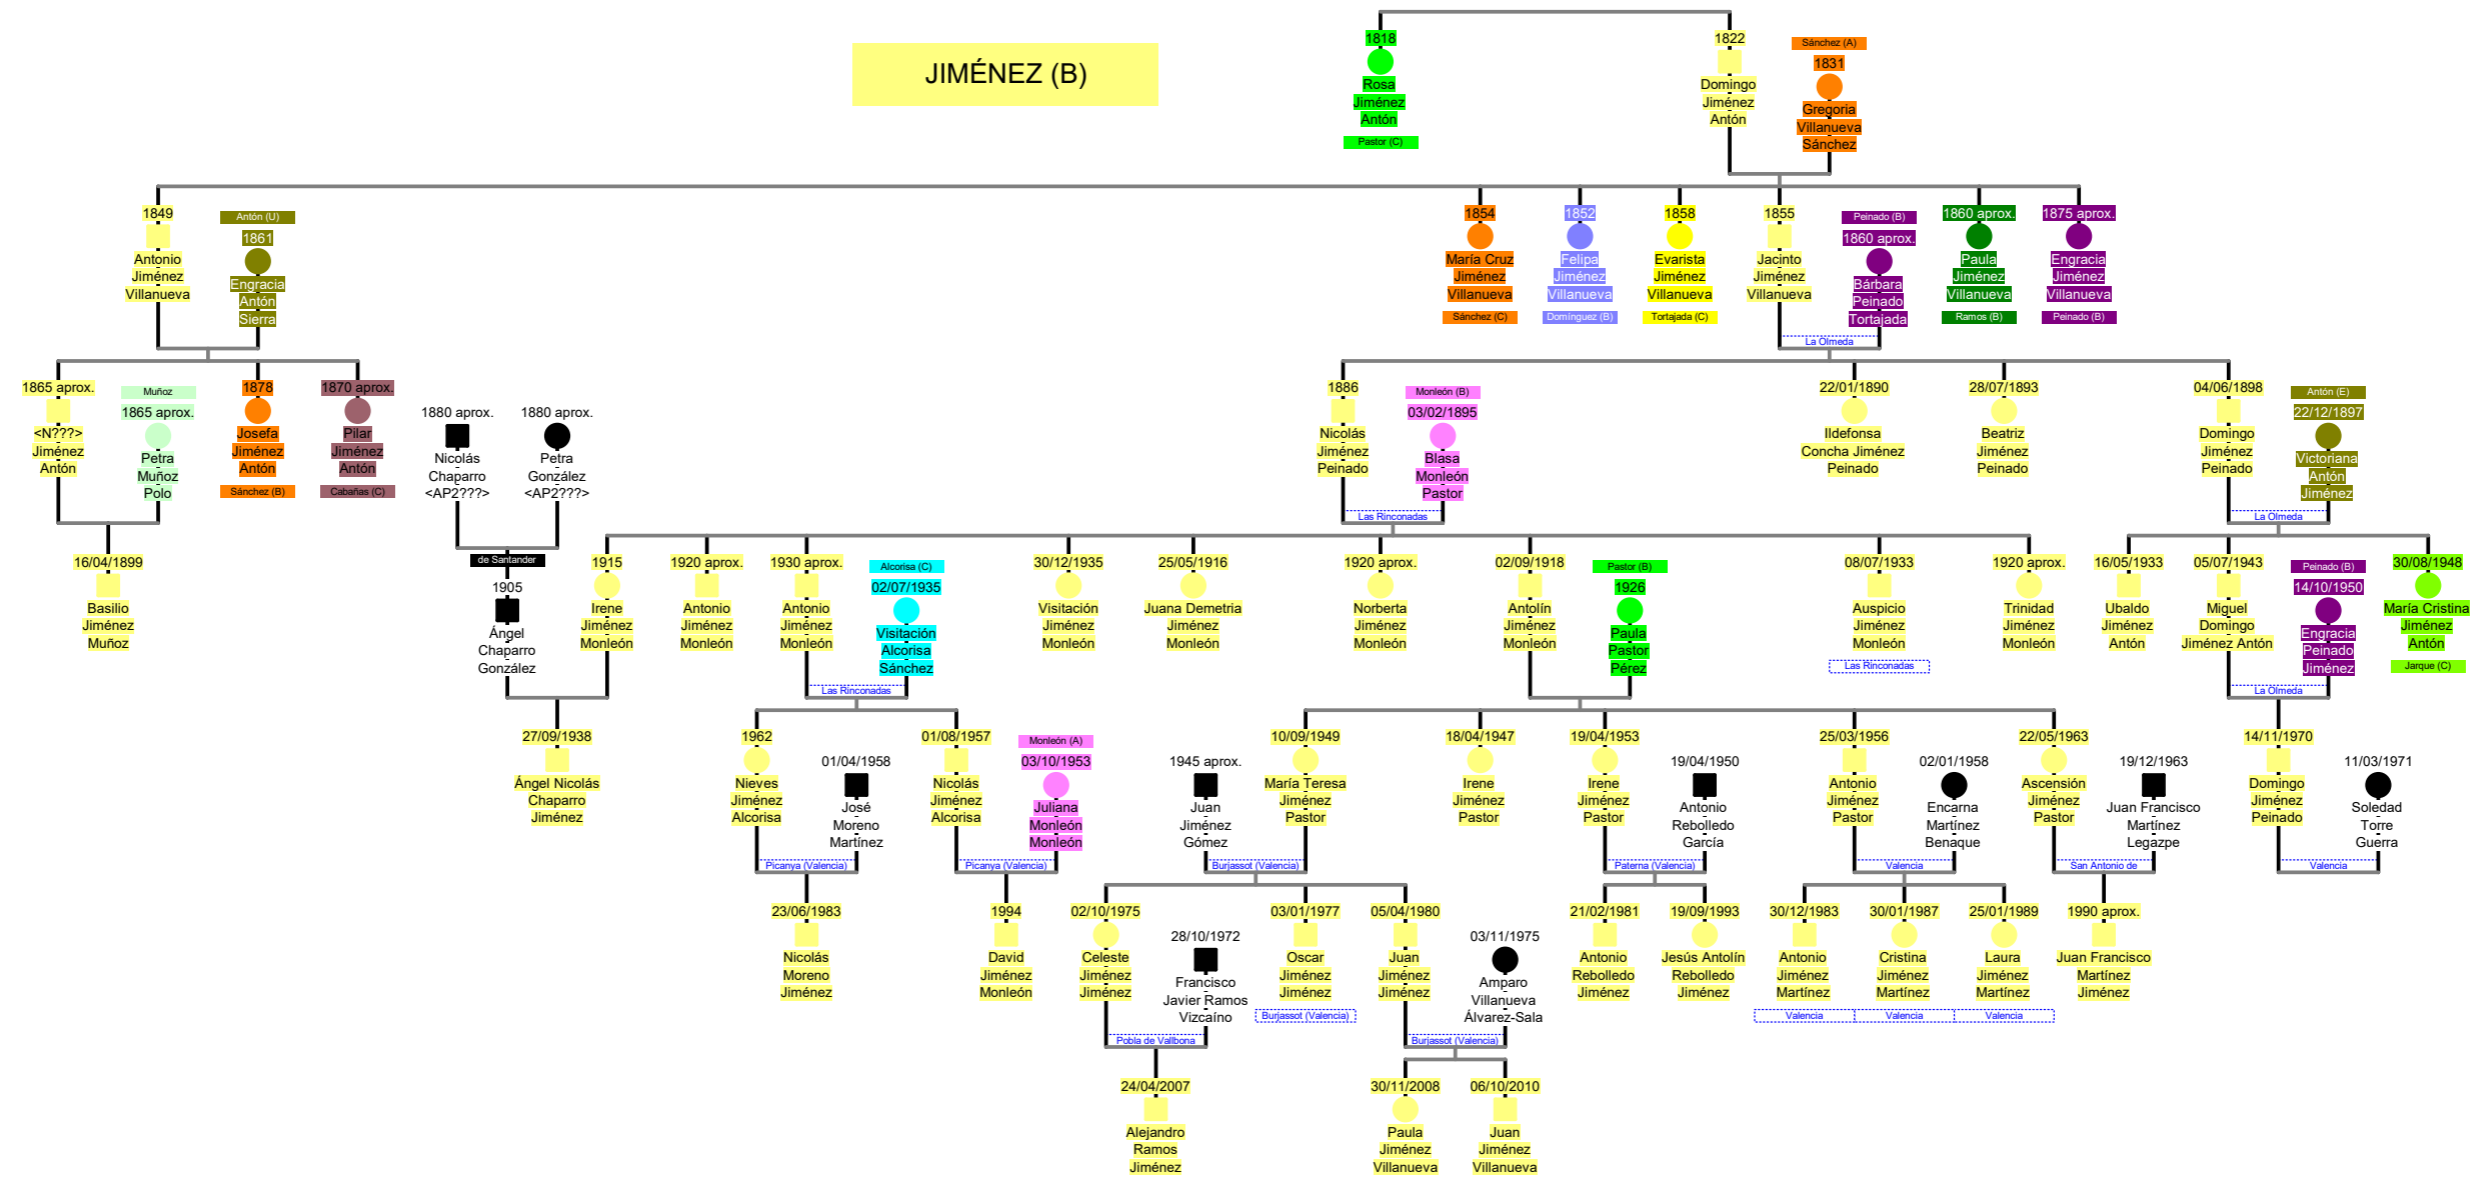 JIMÉNEZ (B)
1818
Rosa
Jiménez
Antón
Pastor (C)
1822
Domingo
Jiménez
Antón
Sánchez (A)
1831
Gregoria
Villanueva
Sánchez
1849
Antonio
Jiménez
Villanueva
Antón (U)
1861
Engracia
Antón
Sierra
1854
María Cruz
Jiménez
Villanueva
Sánchez (C)
1852
Felipa
Jiménez
Villanueva
Domínguez (B)
1858
Evarista
Jiménez
Villanueva
Tortajada (C)
1855
Jacinto
Jiménez
Villanueva
Peinado (B)
1860 aprox.
Bárbara
Peinado
Tortajada
La Olmeda
1860 aprox.
Paula
Jiménez
Villanueva
Ramos (B)
1875 aprox.
Engracia
Jiménez
Villanueva
Peinado (B)
1865 aprox.
<N???>
Jiménez
Antón
Muñoz
1865 aprox.
Petra
Muñoz
Polo
1878
Josefa
Jiménez
Antón
Sánchez (B)
1870 aprox.
Pilar
Jiménez
Antón
Cabañas (C)
1880 aprox.
Nicolás
Chaparro
<AP2???>
1880 aprox.
Petra
González
<AP2???>
de Santander
1886
Nicolás
Jiménez
Peinado
Monleón (B)
03/02/1895
Blasa
Monleón
Pastor
Las Rinconadas
22/01/1890
Ildefonsa
Concha Jiménez
Peinado
28/07/1893
Beatriz
Jiménez
Peinado
04/06/1898
Domingo
Jiménez
Peinado
Antón (E)
22/12/1897
Victoriana
Antón
Jiménez
La Olmeda
16/04/1899
Basilio
Jiménez
Muñoz
1905
Ángel
Chaparro
González
1915
Irene
Jiménez
Monleón
1920 aprox.
Antonio
Jiménez
Monleón
1930 aprox.
Antonio
Jiménez
Monleón
Alcorisa (C)
02/07/1935
Visitación
Alcorisa
Sánchez
Las Rinconadas
30/12/1935
Visitación
Jiménez
Monleón
25/05/1916
Juana Demetria
Jiménez
Monleón
1920 aprox.
Norberta
Jiménez
Monleón
02/09/1918
Antolín
Jiménez
Monleón
Pastor (B)
1926
Paula
Pastor
Pérez
08/07/1933
Auspicio
Jiménez
Monleón
Las Rinconadas
1920 aprox.
Trinidad
Jiménez
Monleón
16/05/1933
Ubaldo
Jiménez
Antón
05/07/1943
Miguel
Domingo
Jiménez Antón
Peinado (B)
14/10/1950
Engracia
Peinado
Jiménez
La Olmeda
30/08/1948
María Cristina
Jiménez
Antón
Jarque (C)
27/09/1938
Ángel Nicolás
Chaparro
Jiménez
1962
Nieves
Jiménez
Alcorisa
01/04/1958
José
Moreno
Martínez
Picanya (Valencia)
01/08/1957
Nicolás
Jiménez
Alcorisa
Monleón (A)
03/10/1953
Juliana
Monleón
Monleón
Picanya (Valencia)
1945 aprox.
Juan
Jiménez
Gómez
10/09/1949
María Teresa
Jiménez
Pastor
Burjassot (Valencia)
18/04/1947
Irene
Jiménez
Pastor
19/04/1953
Irene
Jiménez
Pastor
19/04/1950
Antonio
Rebolledo
García
Paterna (Valencia)
25/03/1956
Antonio
Jiménez
Pastor
02/01/1958
Encarna
Martínez
Benaque
Valencia
22/05/1963
Ascensión
Jiménez
Pastor
19/12/1963
Juan Francisco
Martínez
Legazpe
San Antonio de
14/11/1970
Domingo
Jiménez
Peinado
11/03/1971
Soledad
Torre
Guerra
Valencia
23/06/1983
Nicolás
Moreno
Jiménez
1994
David
Jiménez
Monleón
02/10/1975
Celeste
Jiménez
Jiménez
28/10/1972
Francisco
Javier Ramos
Vizcaíno
Pobla de Vallbona
03/01/1977
Oscar
Jiménez
Jiménez
Burjassot (Valencia)
05/04/1980
Juan
Jiménez
Jiménez
03/11/1975
Amparo
Villanueva
Álvarez-Sala
Burjassot (Valencia)
21/02/1981
Antonio
Rebolledo
Jiménez
19/09/1993
Jesús Antolín
Rebolledo
Jiménez
30/12/1983
Antonio
Jiménez
Martínez
Valencia
30/01/1987
Cristina
Jiménez
Martínez
Valencia
25/01/1989
Laura
Jiménez
Martínez
Valencia
1990 aprox.
Juan Francisco
Martínez
Jiménez
24/04/2007
Alejandro
Ramos
Jiménez
30/11/2008
Paula
Jiménez
Villanueva
06/10/2010
Juan
Jiménez
Villanueva